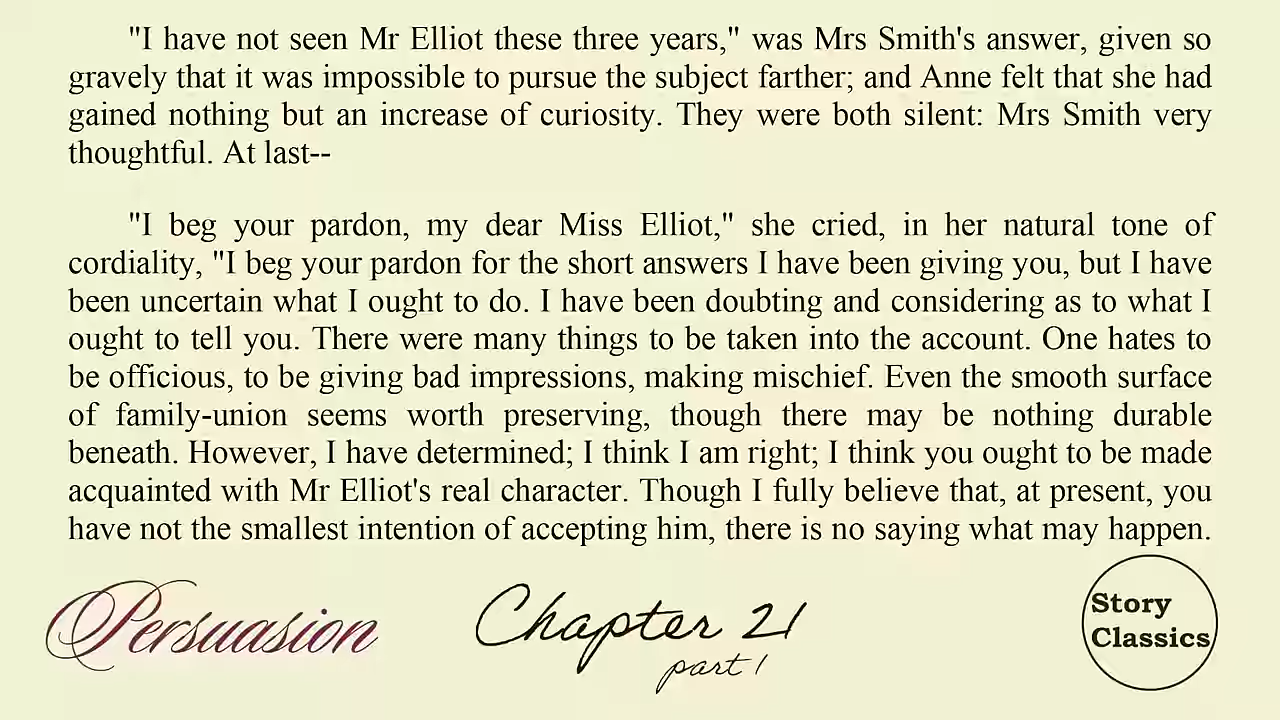 "I have not seen Mr Elliot these three years," was Mrs Smith's answer, given so
gravely that it was impossible to pursue the subject farther; and Anne felt that she had
gained nothing but an increase of curiosity. They were both silent: Mrs Smith very
thoughtful. At last--
"I beg your pardon, my dear Miss Elliot," she cried, in her natural tone of
cordiality, "I beg your pardon for the short answers I have been giving you, but I have
been uncertain what I ought to do. I have been doubting and considering as to what I
ought to tell you. There were many things to be taken into the account. One hates to
be officious, to be giving bad impressions, making mischief. Even the smooth surface
of family-union seems worth preserving, though there may be nothing durable
beneath. However, I have determined; I think I am right; I think you ought to be made
acquainted with Mr Elliot's real character. Though I fully believe that, at present, you
have not the smallest intention of accepting him, there is no saying what may happen.
Persuasion
Chapter 21
part 1
Story
Classics